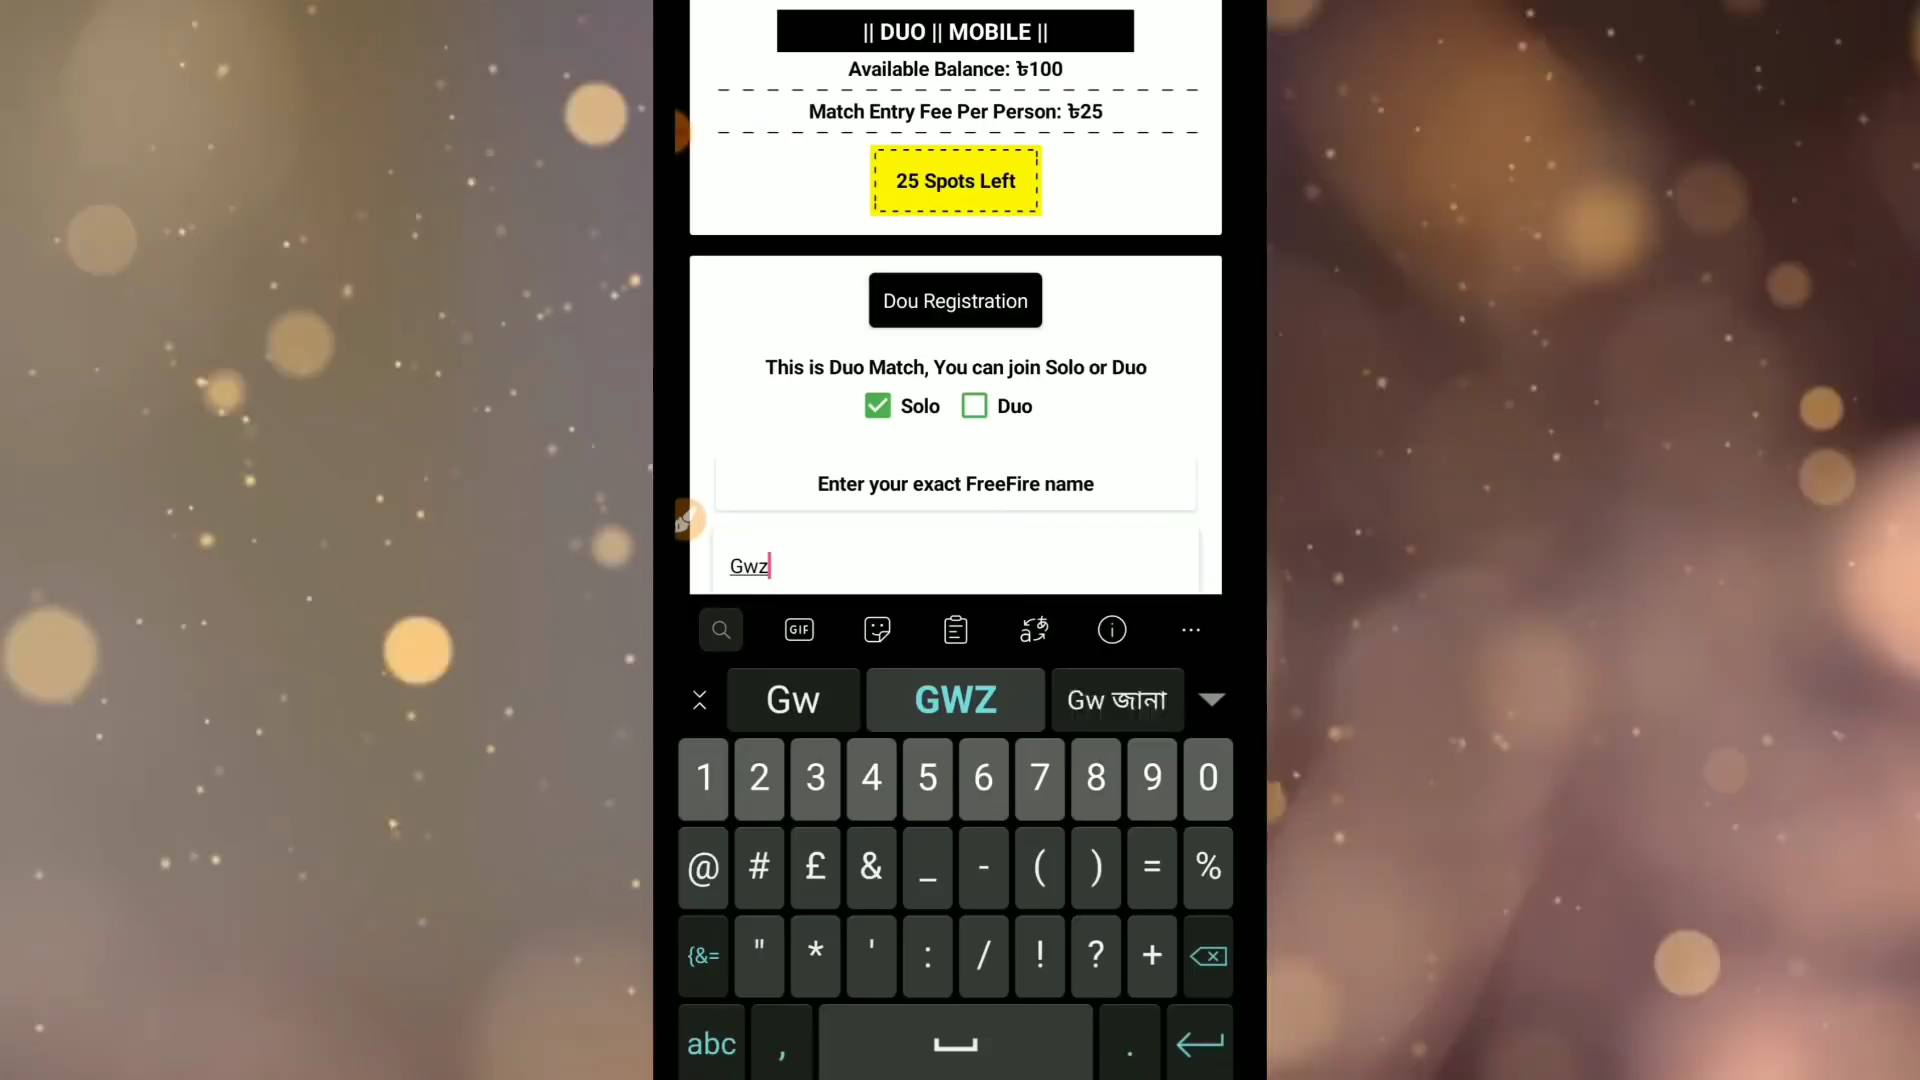 || DUO || MOBILE ||
Available Balance: ৳100
Match Entry Fee Per Person: ৳25
25 Spots Left
Dou Registration
This is Duo Match, You can join Solo or Duo
Solo Duo
Enter your exact FreeFire name
Gwz
GIF
Gw GWZ Gw জানা
1 2 3 4 5 6 7 8 9 0
@ # £ & _ - ( ) = %
{&= " * ' : / ! ? +
abc , .